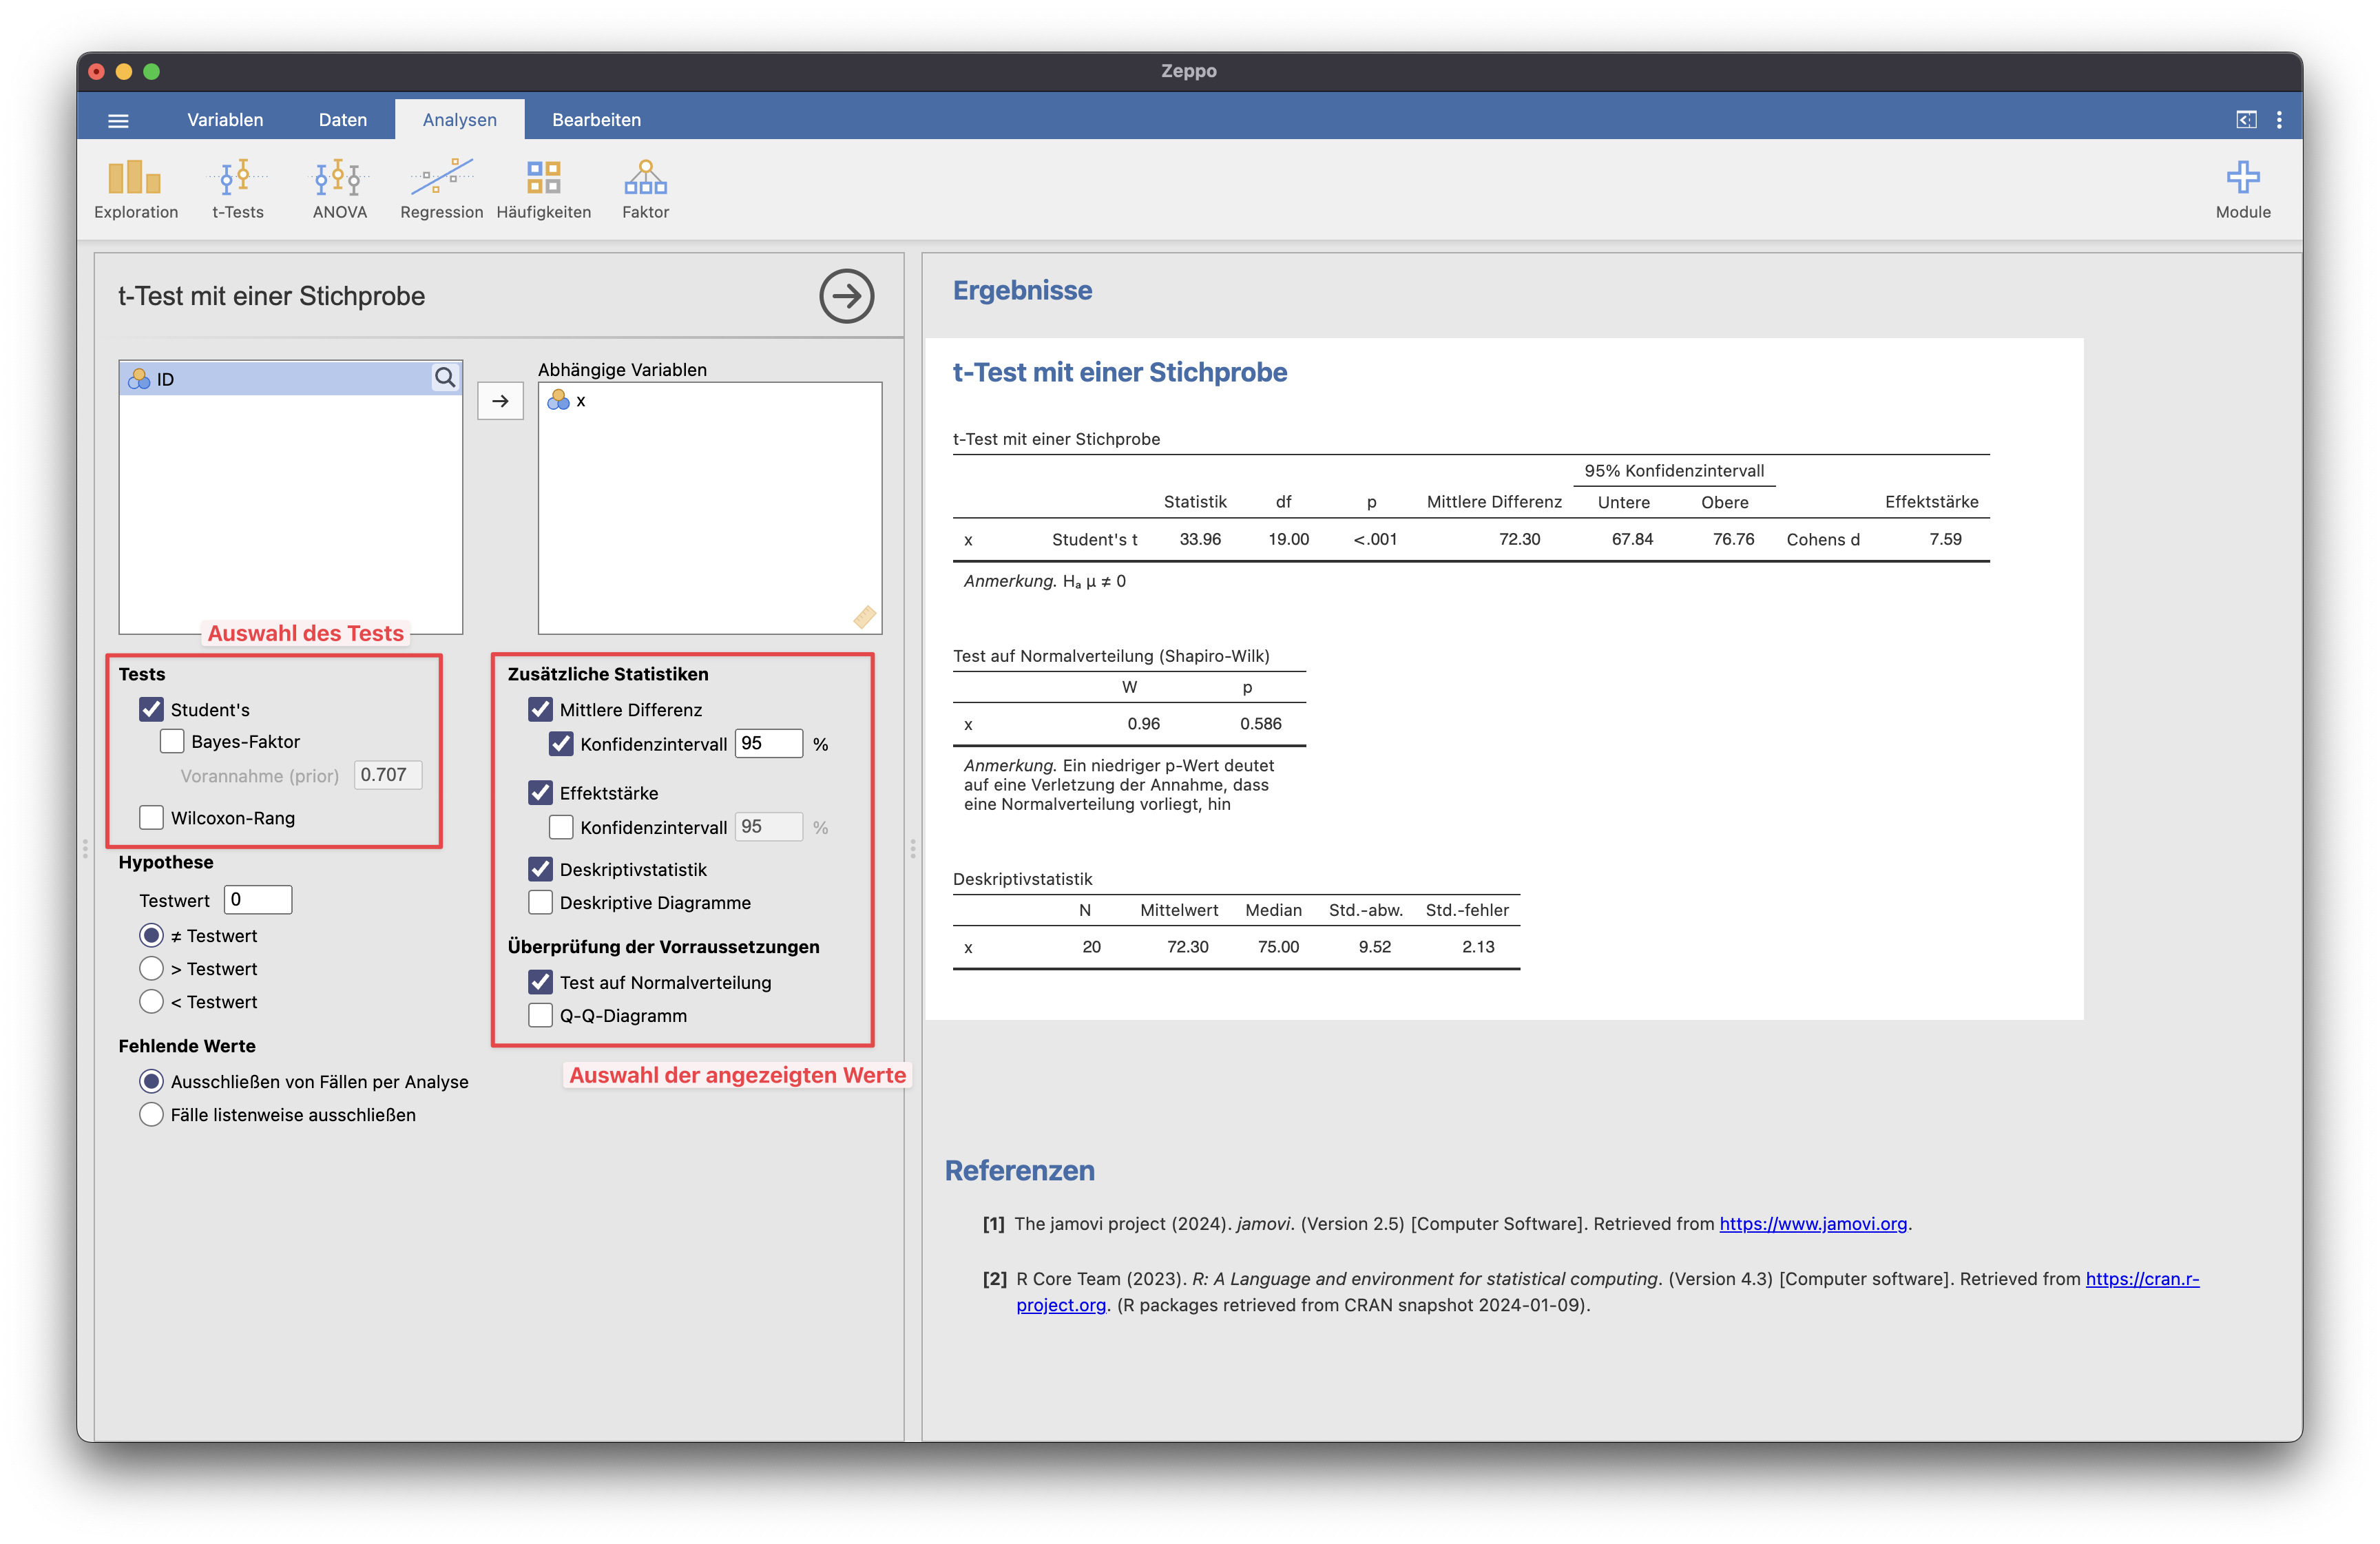 Zeppo
Variablen Daten Analysen Bearbeiten
Exploration t-Tests ANOVA Regression Häufigkeiten Faktor Module
t-Test mit einer Stichprobe
ID
Abhängige Variablen
x
Auswahl des Tests
Tests
Student's
Bayes-Faktor
Vorannahme (prior) 0.707
Wilcoxon-Rang
Hypothese
Testwert 0
≠ Testwert
> Testwert
< Testwert
Fehlende Werte
Ausschließen von Fällen per Analyse
Fälle listenweise ausschließen
Zusätzliche Statistiken
Mittlere Differenz
Konfidenzintervall 95 %
Effektstärke
Konfidenzintervall 95 %
Deskriptivstatistik
Deskriptive Diagramme
Überprüfung der Vorraussetzungen
Test auf Normalverteilung
Q-Q-Diagramm
Auswahl der angezeigten Werte
Ergebnisse
t-Test mit einer Stichprobe
t-Test mit einer Stichprobe
95% Konfidenzintervall
Statistik df p Mittlere Differenz Untere Obere Effektstärke
x Student's t 33.96 19.00 <.001 72.30 67.84 76.76 Cohens d 7.59
Anmerkung. Hₐ μ ≠ 0
Test auf Normalverteilung (Shapiro-Wilk)
W p
x 0.96 0.586
Anmerkung. Ein niedriger p-Wert deutet
auf eine Verletzung der Annahme, dass
eine Normalverteilung vorliegt, hin
Deskriptivstatistik
N Mittelwert Median Std.-abw. Std.-fehler
x 20 72.30 75.00 9.52 2.13
Referenzen
[1] The jamovi project (2024). jamovi. (Version 2.5) [Computer Software]. Retrieved from https://www.jamovi.org.
[2] R Core Team (2023). R: A Language and environment for statistical computing. (Version 4.3) [Computer software]. Retrieved from https://cran.r-
project.org. (R packages retrieved from CRAN snapshot 2024-01-09).